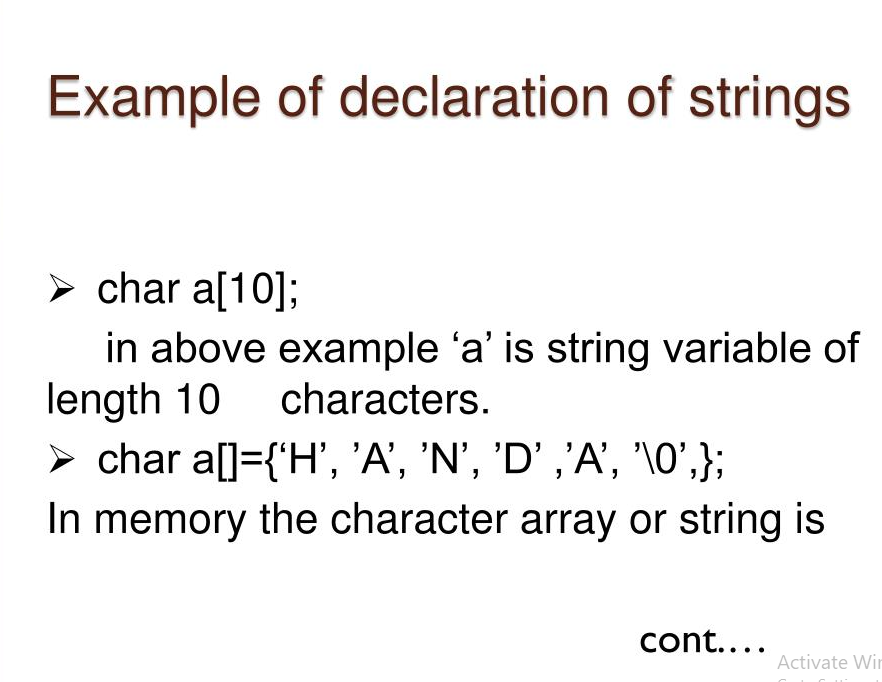 Example of declaration of strings
➢ char a[10];
in above example ‘a’ is string variable of
length 10 characters.
➢ char a[]={‘H’, ’A’, ’N’, ’D’ ,’A’, ’\0’,};
In memory the character array or string is
cont.…
Activate Win